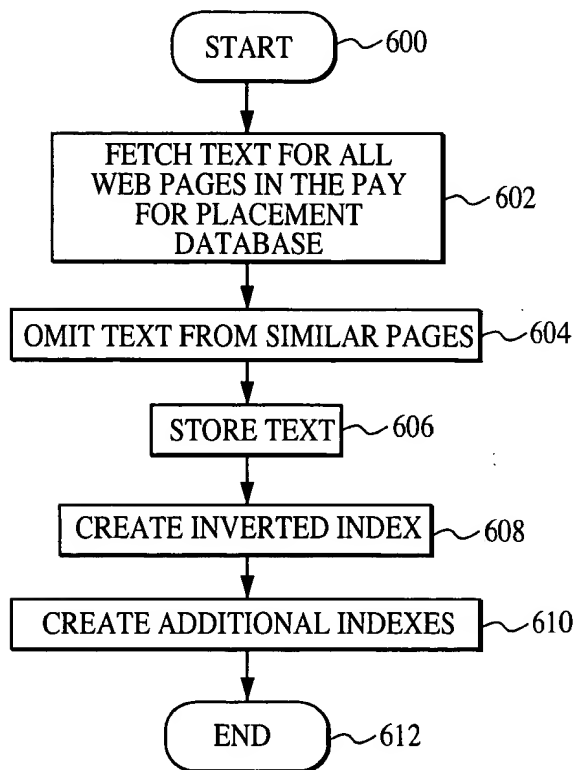 START
600
FETCH TEXT FOR ALL
WEB PAGES IN THE PAY
FOR PLACEMENT
DATABASE
602
OMIT TEXT FROM SIMILAR PAGES
604
STORE TEXT
606
CREATE INVERTED INDEX
608
CREATE ADDITIONAL INDEXES
610
END
612